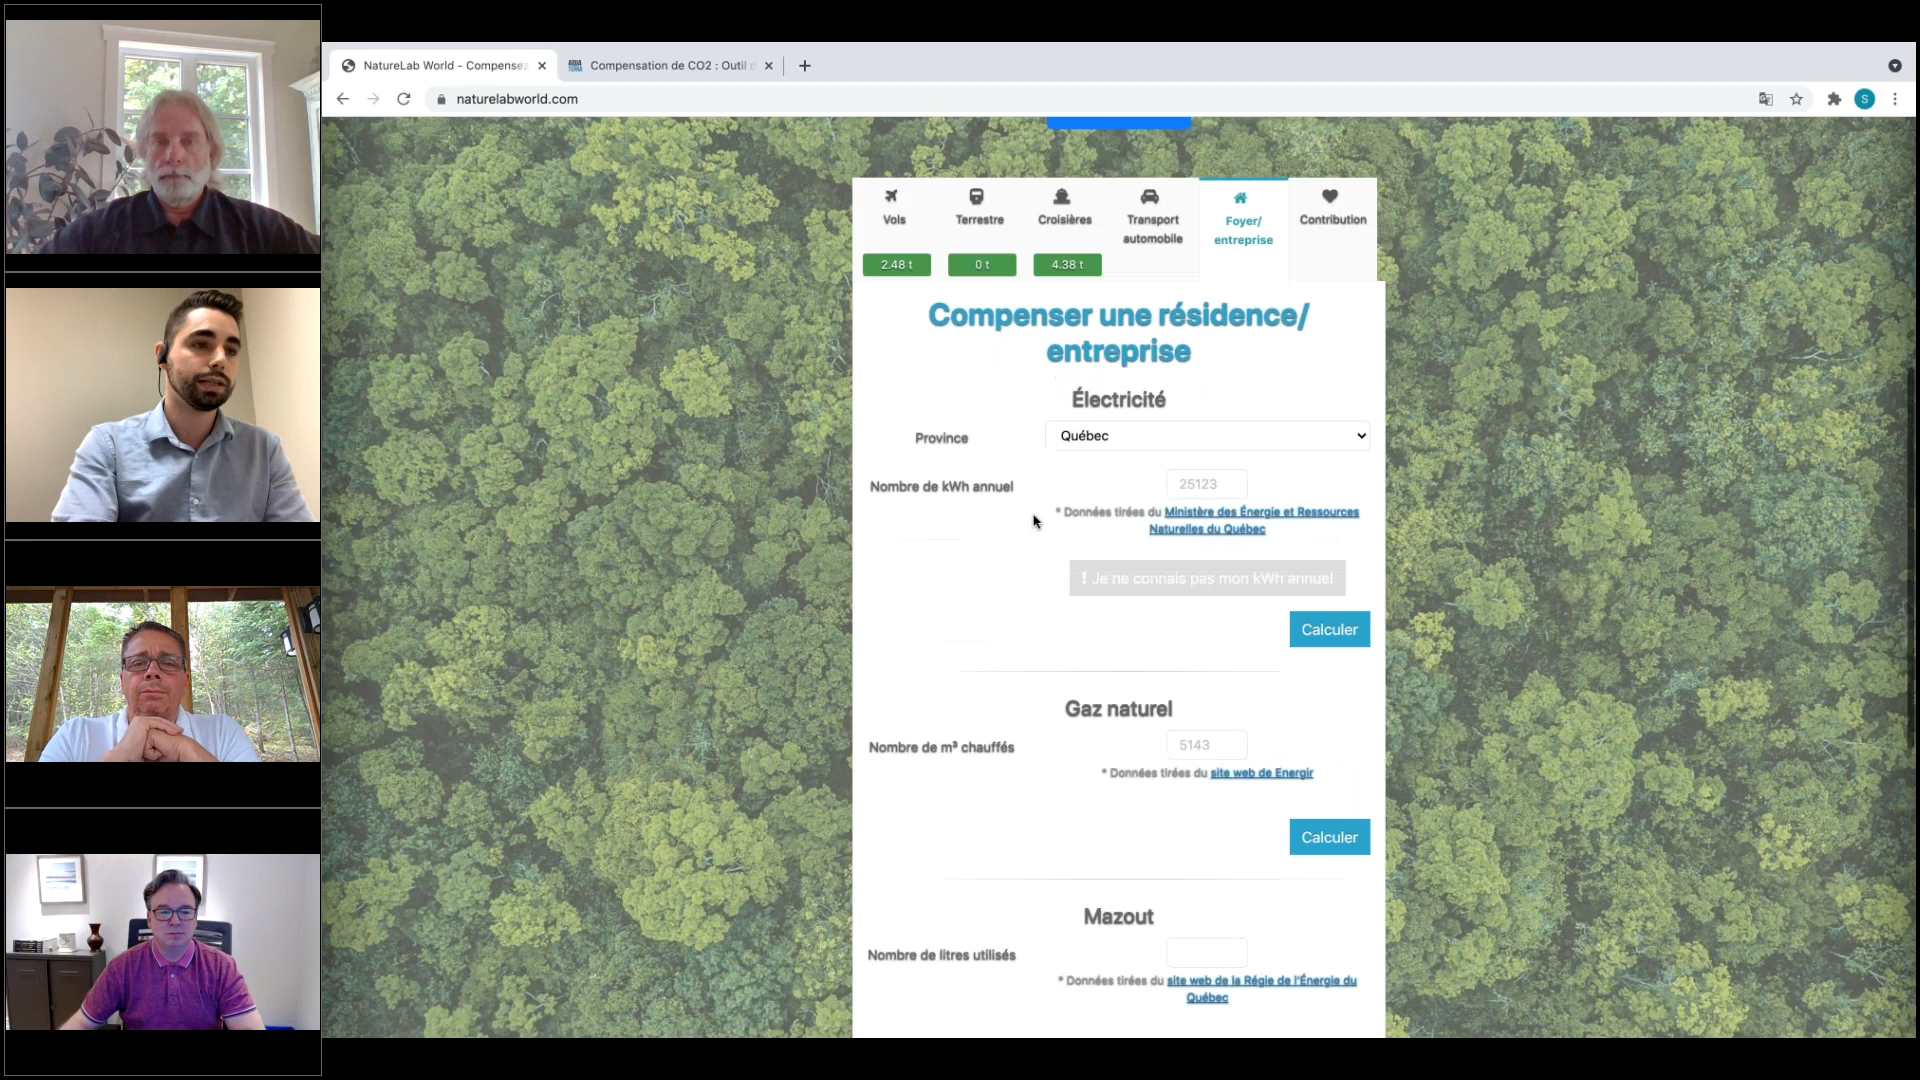 NatureLab World - Compensez
Compensation de CO2 : Outil d
naturelabworld.com
S
Vols
Terrestre
Croisières
Transport
automobile
Foyer/
entreprise
Contribution
2.48 t
0 t
4.38 t
Compenser une résidence/
entreprise
Électricité
Province
Québec
Nombre de kWh annuel
25123
* Données tirées du Ministère des Énergie et Ressources
Naturelles du Québec
! Je ne connais pas mon kWh annuel
Calculer
Gaz naturel
Nombre de m³ chauffés
5143
* Données tirées du site web de Energir
Calculer
Mazout
Nombre de litres utilisés
* Données tirées du site web de la Régie de l'Énergie du
Québec